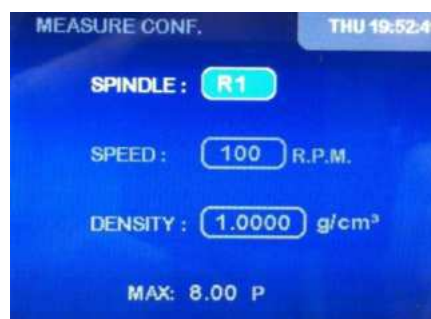 MEASURE CONF. THU 19:52:4
SPINDLE : R1
SPEED : 100 R.P.M.
DENSITY : 1.0000 g/cm³
MAX: 8.00 P